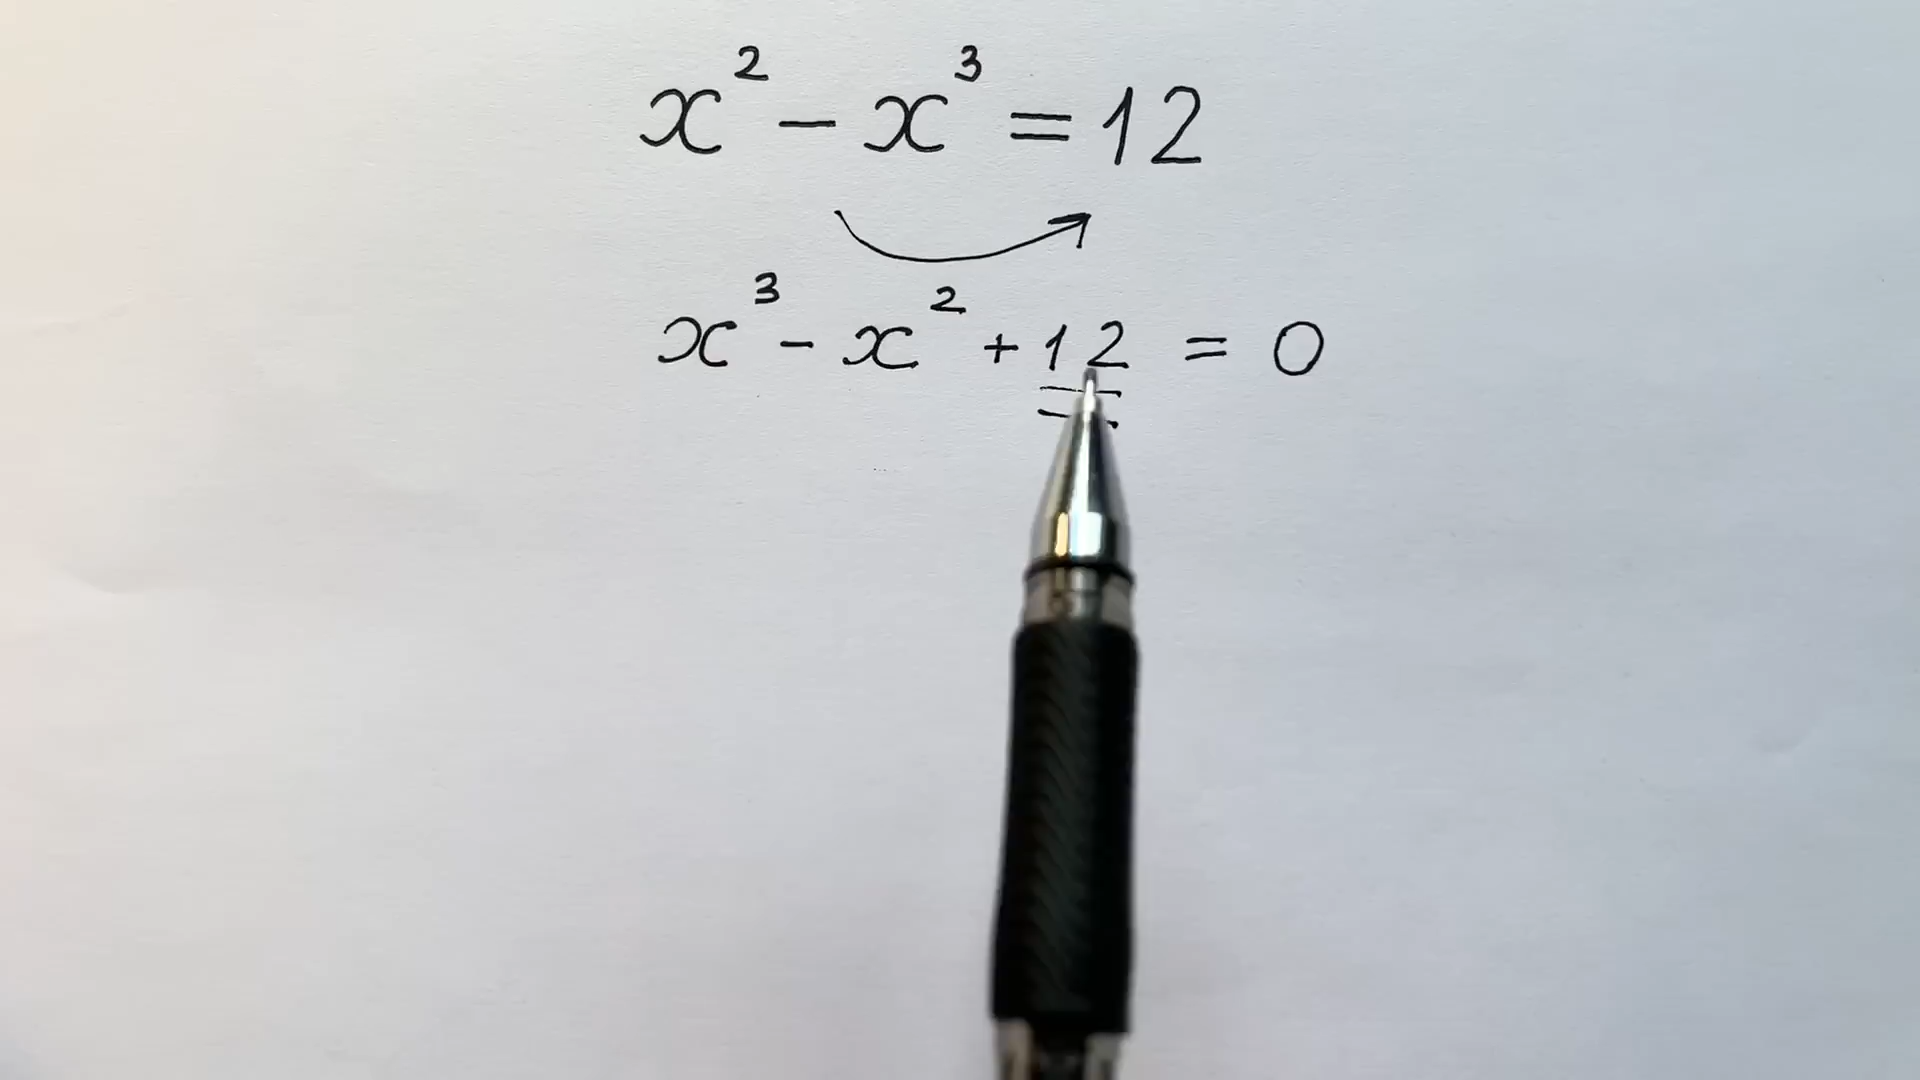 x² - x³ = 12
x³ - x² + 12 = 0